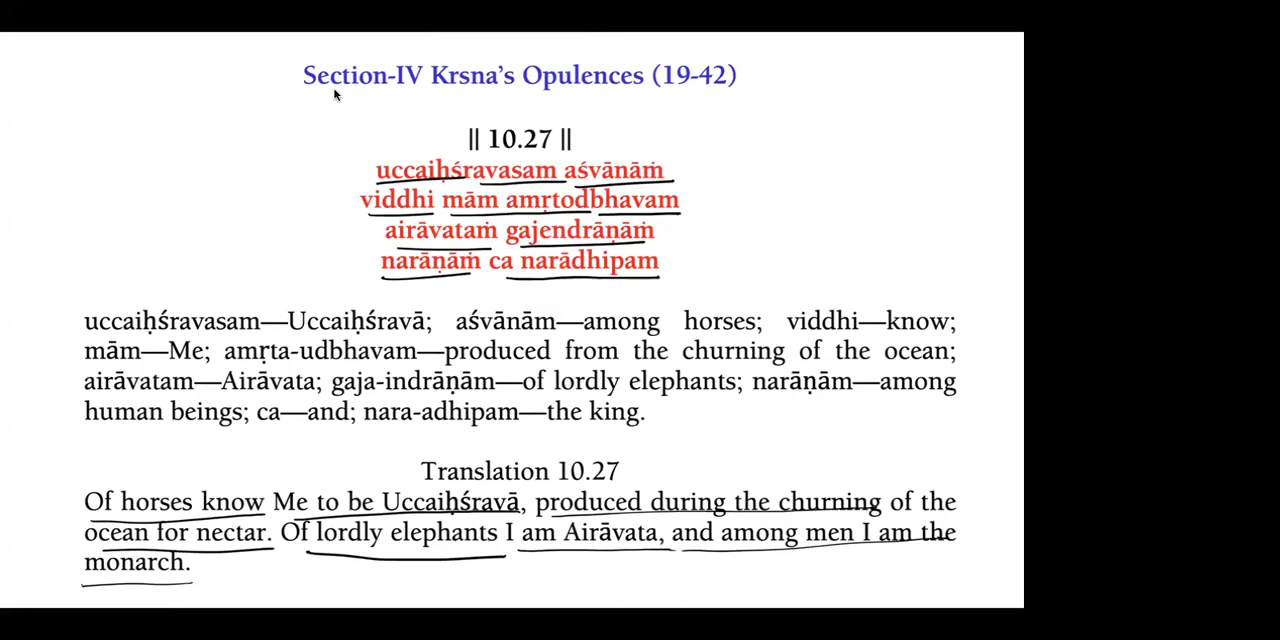 Section-IV Krsna's Opulences (19-42)
|| 10.27 ||
uccaiḥśravasam aśvānāṁ
viddhi mām amṛtodbhavam
airāvataṁ gajendrāṇāṁ
narāṇāṁ ca narādhipam
uccaiḥśravasam—Uccaiḥśravā; aśvānām—among horses; viddhi—know;
mām—Me; amṛta-udbhavam—produced from the churning of the ocean;
airāvatam—Airāvata; gaja-indrāṇām—of lordly elephants; narāṇām—among
human beings; ca—and; nara-adhipam—the king.
Translation 10.27
Of horses know Me to be Uccaiḥśravā, produced during the churning of the
ocean for nectar. Of lordly elephants I am Airāvata, and among men I am the
monarch.